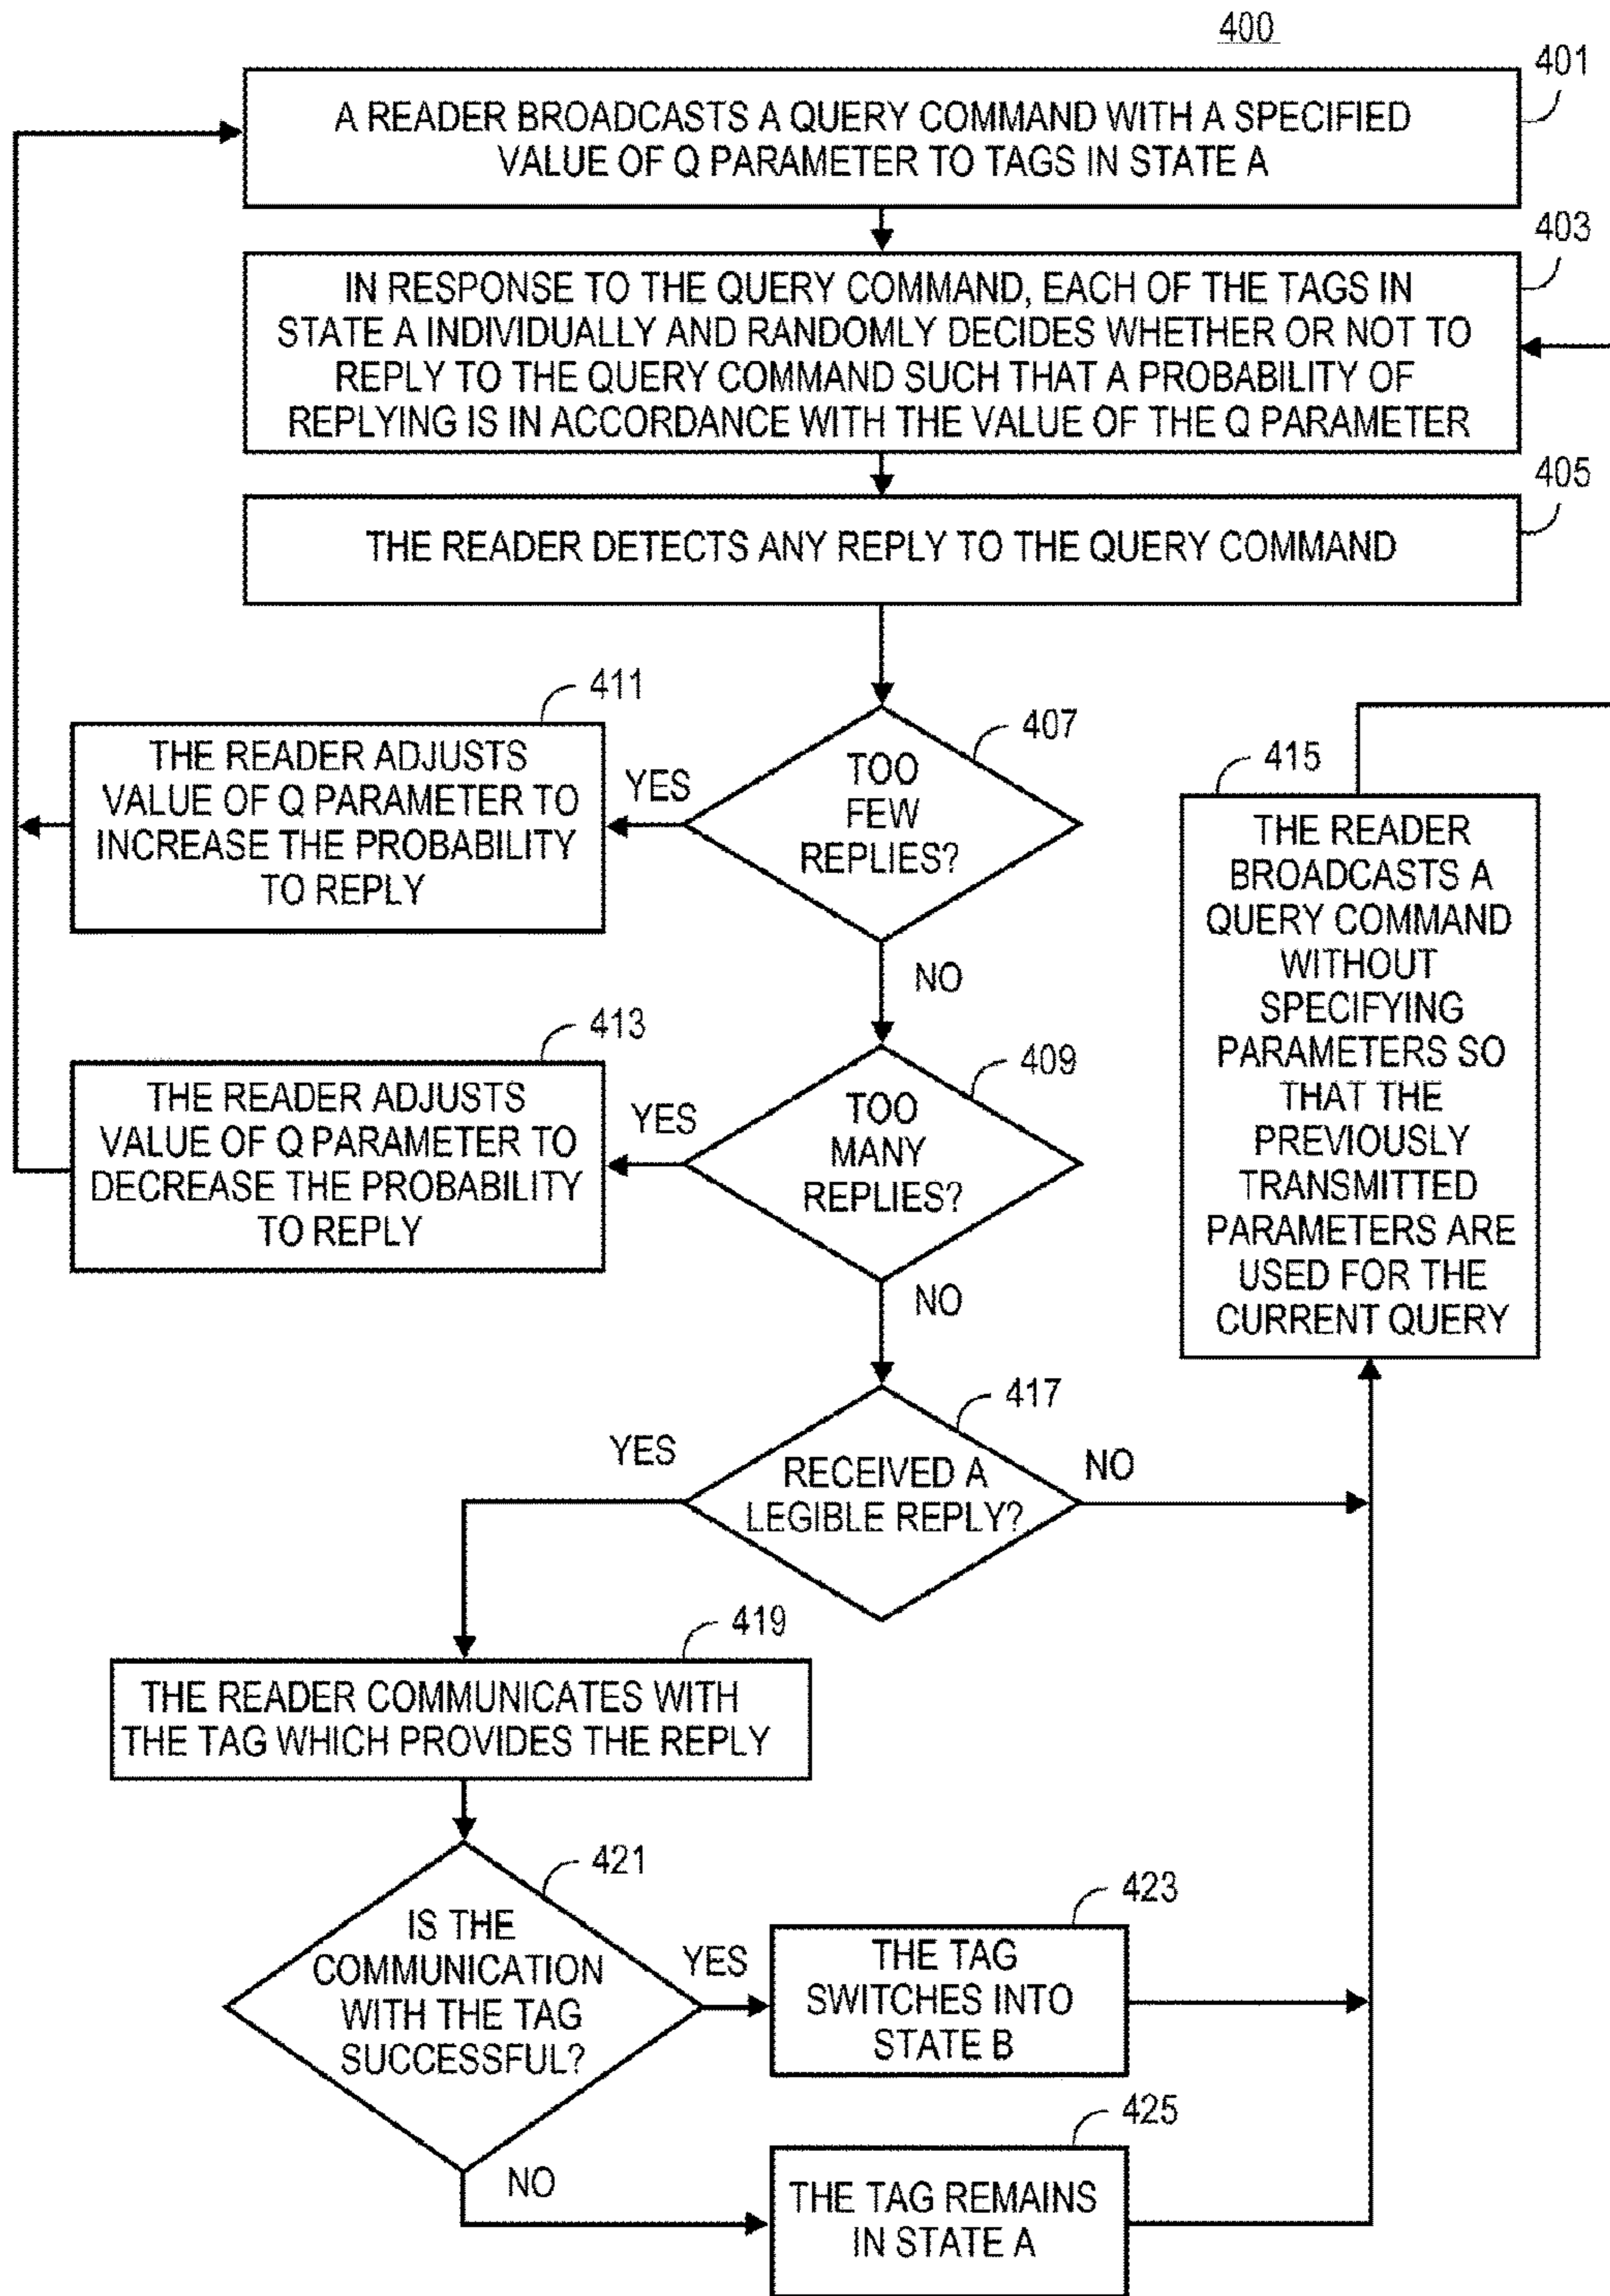 400
401
A READER BROADCASTS A QUERY COMMAND WITH A SPECIFIED
VALUE OF Q PARAMETER TO TAGS IN STATE A
403
IN RESPONSE TO THE QUERY COMMAND, EACH OF THE TAGS IN
STATE A INDIVIDUALLY AND RANDOMLY DECIDES WHETHER OR NOT TO
REPLY TO THE QUERY COMMAND SUCH THAT A PROBABILITY OF
REPLYING IS IN ACCORDANCE WITH THE VALUE OF THE Q PARAMETER
405
THE READER DETECTS ANY REPLY TO THE QUERY COMMAND
411
THE READER ADJUSTS
VALUE OF Q PARAMETER TO
INCREASE THE PROBABILITY
TO REPLY
YES
407
TOO
FEW
REPLIES?
NO
413
THE READER ADJUSTS
VALUE OF Q PARAMETER TO
DECREASE THE PROBABILITY
TO REPLY
YES
409
TOO
MANY
REPLIES?
NO
415
THE READER
BROADCASTS A
QUERY COMMAND
WITHOUT
SPECIFYING
PARAMETERS SO
THAT THE
PREVIOUSLY
TRANSMITTED
PARAMETERS ARE
USED FOR THE
CURRENT QUERY
417
YES
RECEIVED A
LEGIBLE REPLY?
NO
419
THE READER COMMUNICATES WITH
THE TAG WHICH PROVIDES THE REPLY
421
IS THE
COMMUNICATION
WITH THE TAG
SUCCESSFUL?
YES
423
THE TAG
SWITCHES INTO
STATE B
NO
425
THE TAG REMAINS
IN STATE A